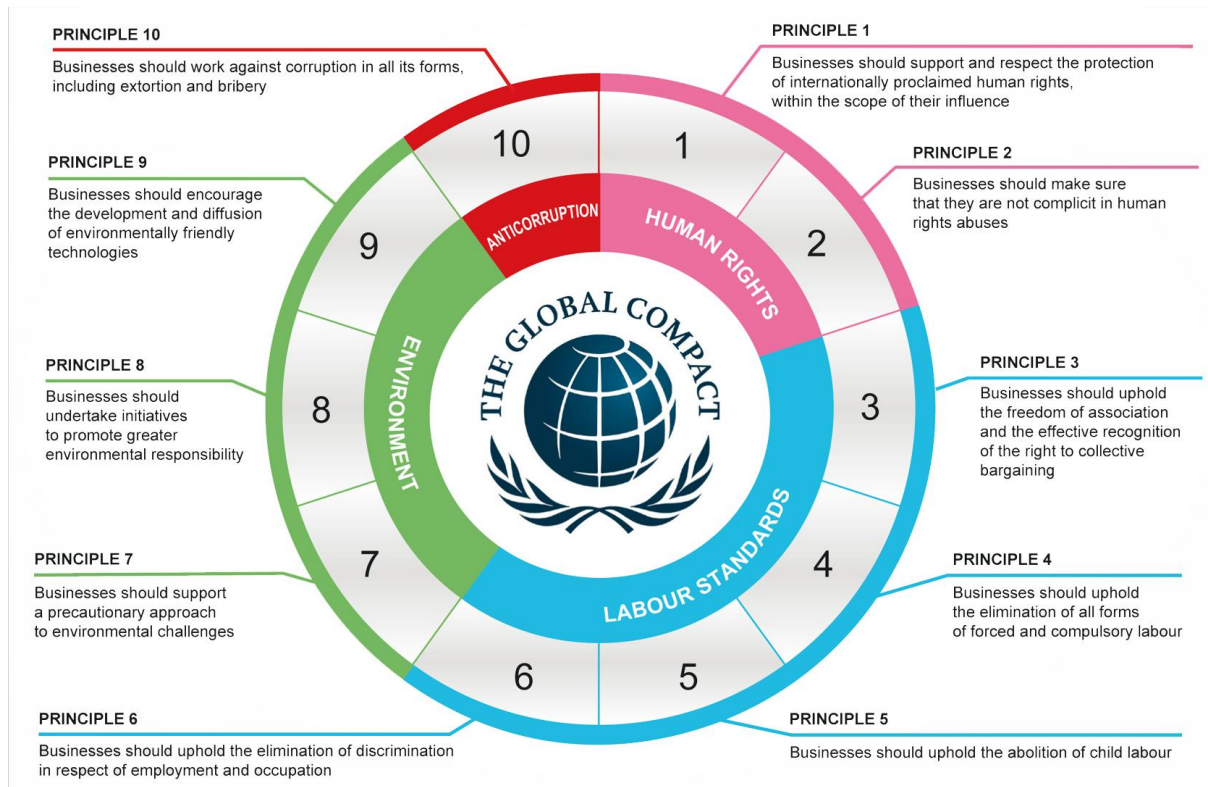 PRINCIPLE 10
Businesses should work against corruption in all its forms,
including extortion and bribery
PRINCIPLE 1
Businesses should support and respect the protection
of internationally proclaimed human rights,
within the scope of their influence
PRINCIPLE 9
Businesses should encourage
the development and diffusion
of environmentally friendly
technologies
PRINCIPLE 2
Businesses should make sure
that they are not complicit in human
rights abuses
PRINCIPLE 8
Businesses should
undertake initiatives
to promote greater
environmental responsibility
PRINCIPLE 3
Businesses should uphold
the freedom of association
and the effective recognition
of the right to collective
bargaining
PRINCIPLE 7
Businesses should support
a precautionary approach
to environmental challenges
PRINCIPLE 4
Businesses should uphold
the elimination of all forms
of forced and compulsory labour
PRINCIPLE 6
Businesses should uphold the elimination of discrimination
in respect of employment and occupation
PRINCIPLE 5
Businesses should uphold the abolition of child labour
10
1
2
3
4
5
6
7
8
9
ANTICORRUPTION
HUMAN RIGHTS
LABOUR STANDARDS
ENVIRONMENT
THE GLOBAL COMPACT